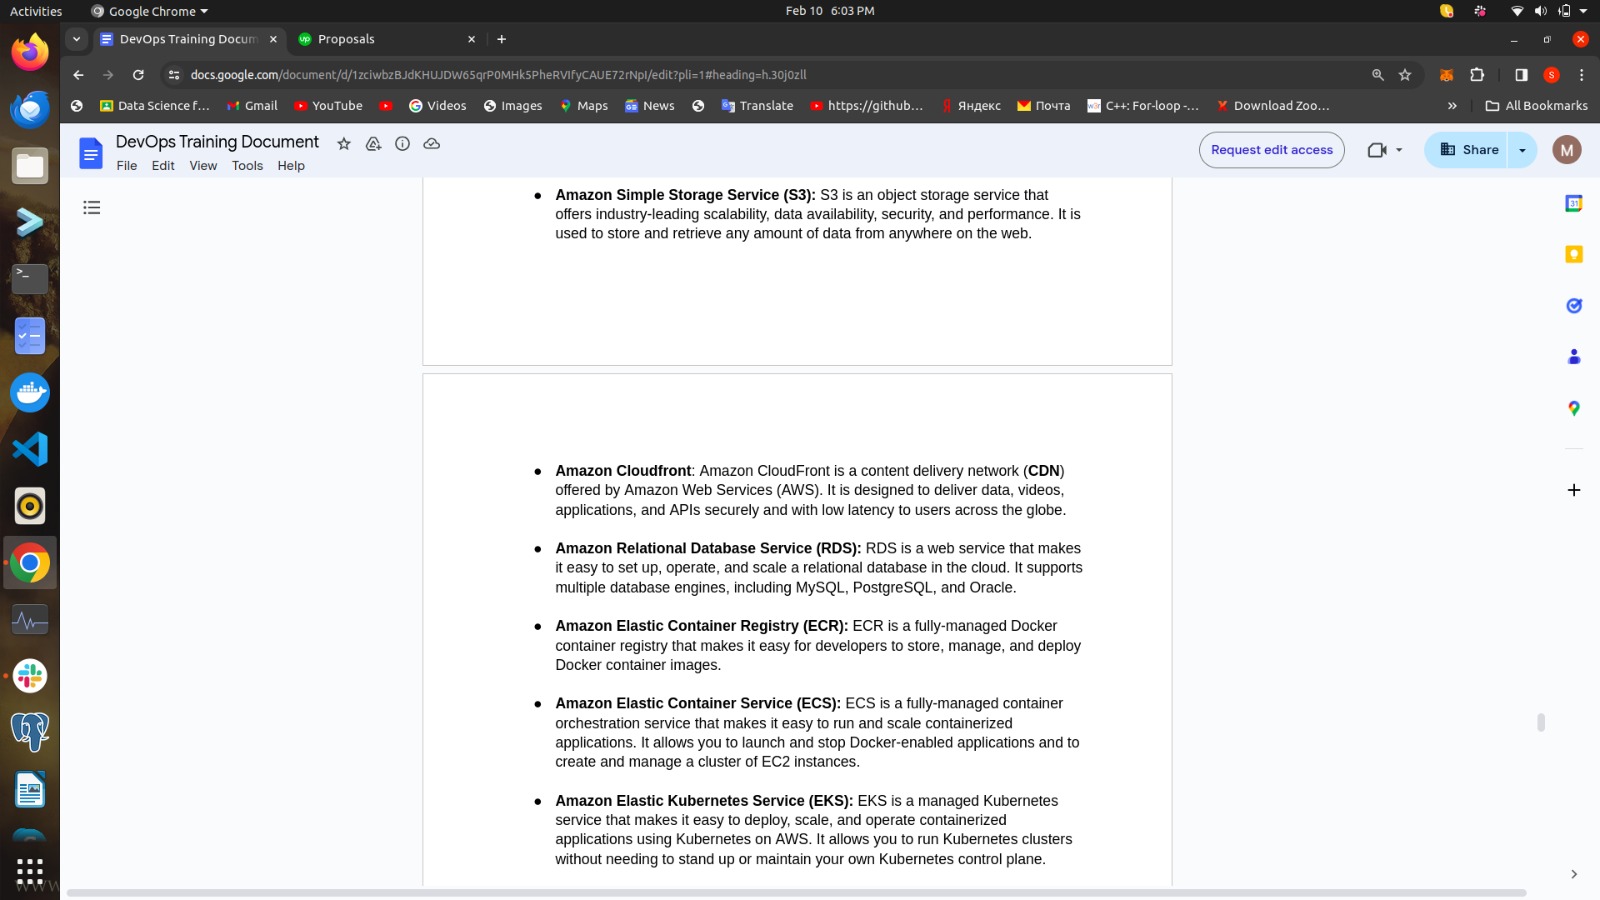 Activities
Google Chrome
Feb 10 6:03 PM
DevOps Training Docum
Proposals
docs.google.com/document/d/1zciwbzBJdKHUJDW65qrP0MHk5PheRVIfyCAUE72rNpI/edit?pli=1#heading=h.30j0zll
S
Data Science f...
Gmail
YouTube
Videos
Images
Maps
News
Translate
https://github...
Яндекс
Почта
C++: For-loop -...
Download Zoo...
»
All Bookmarks
DevOps Training Document
File Edit View Tools Help
Request edit access
Share
M
● Amazon Simple Storage Service (S3): S3 is an object storage service that
offers industry-leading scalability, data availability, security, and performance. It is
used to store and retrieve any amount of data from anywhere on the web.
● Amazon Cloudfront: Amazon CloudFront is a content delivery network (CDN)
offered by Amazon Web Services (AWS). It is designed to deliver data, videos,
applications, and APIs securely and with low latency to users across the globe.
● Amazon Relational Database Service (RDS): RDS is a web service that makes
it easy to set up, operate, and scale a relational database in the cloud. It supports
multiple database engines, including MySQL, PostgreSQL, and Oracle.
● Amazon Elastic Container Registry (ECR): ECR is a fully-managed Docker
container registry that makes it easy for developers to store, manage, and deploy
Docker container images.
● Amazon Elastic Container Service (ECS): ECS is a fully-managed container
orchestration service that makes it easy to run and scale containerized
applications. It allows you to launch and stop Docker-enabled applications and to
create and manage a cluster of EC2 instances.
● Amazon Elastic Kubernetes Service (EKS): EKS is a managed Kubernetes
service that makes it easy to deploy, scale, and operate containerized
applications using Kubernetes on AWS. It allows you to run Kubernetes clusters
without needing to stand up or maintain your own Kubernetes control plane.